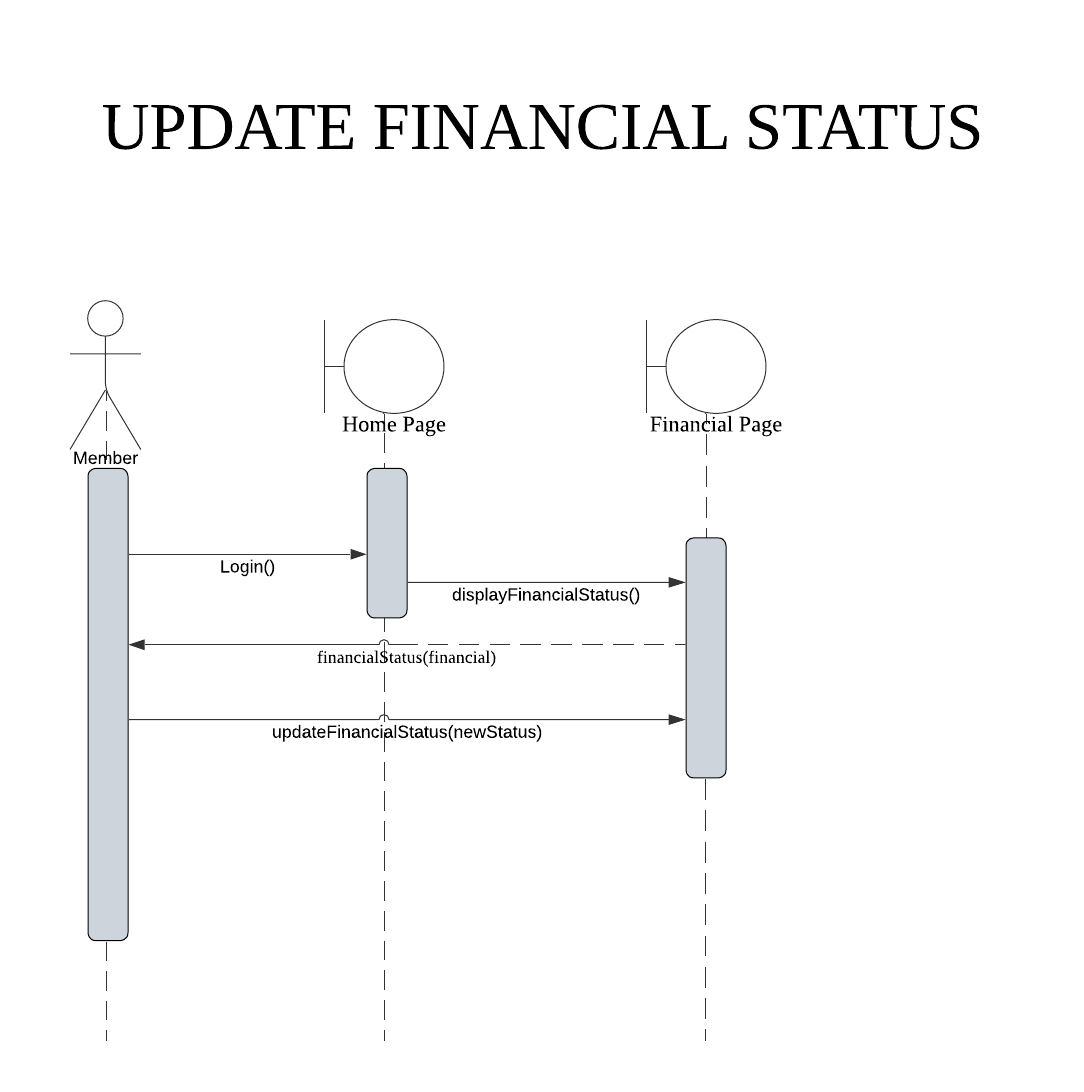 UPDATE FINANCIAL STATUS
Home Page
Financial Page
Member
Login()
displayFinancialStatus()
financialStatus(financial)
updateFinancialStatus(newStatus)